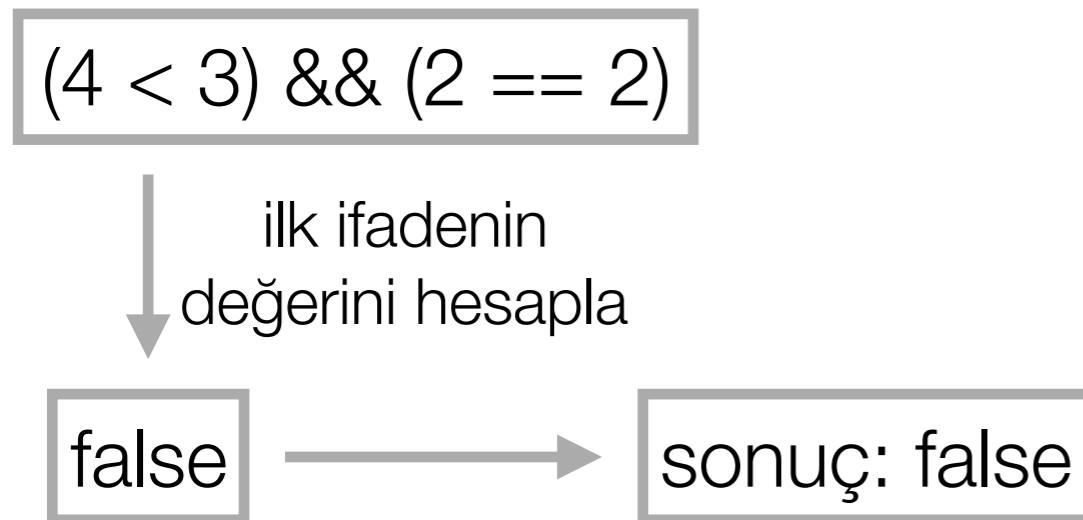 (4 < 3) && (2 == 2)
ilk ifadenin
değerini hesapla
false
sonuç: false